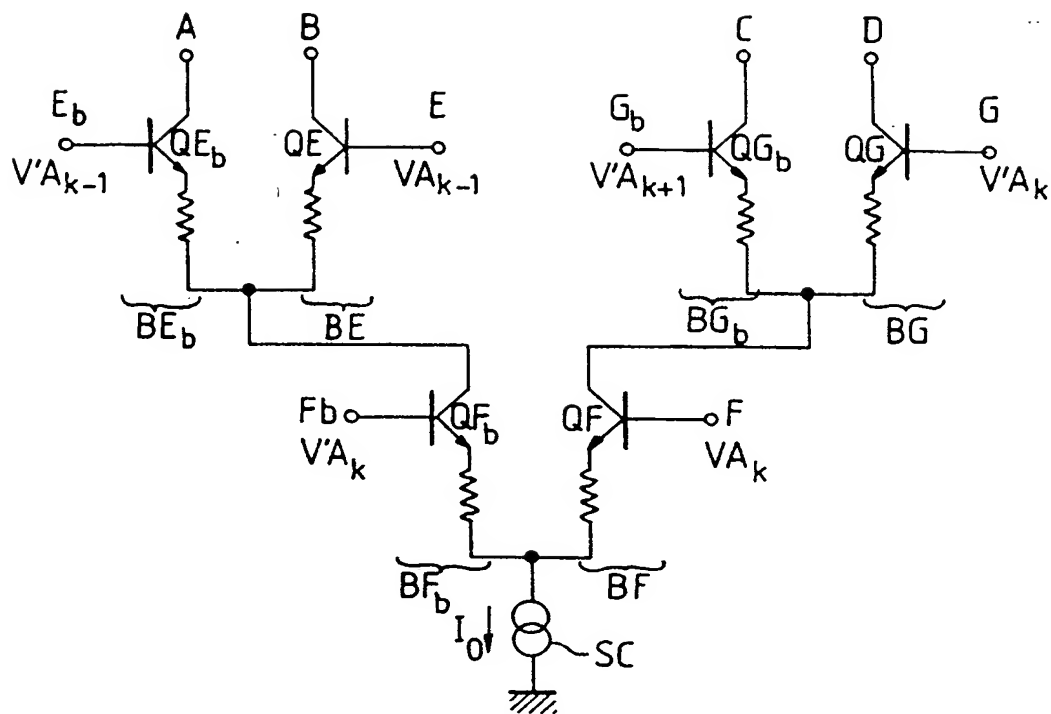 A B C D
E_b E G_b G
QE_b QE QG_b QG
V'A_{k-1} VA_{k-1} V'A_{k+1} V'A_k
BE_b BE BG_b BG
Fb QF_b QF F
V'A_k VA_k
BF_b BF
I_0 SC